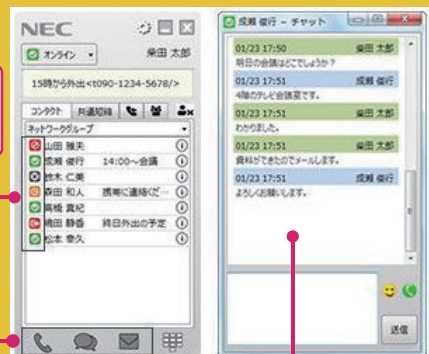 NEC
オンライン
柴田 太郎
15時から外出<t090-1234-5678/>
コンタクト
共通短縮
ネットワークグループ
山田 雅夫
成瀬 俊行 14:00～会議
鈴木 仁美
森田 和人 携帯に連絡くだ…
高橋 真紀
嶋田 静香 終日外出の予定
松本 幸久
成瀬 俊行 - チャット
01/23 17:50 柴田 太郎
明日の会議はどこでしょうか？
01/23 17:51 成瀬 俊行
4階のテレビ会議室です。
01/23 17:51 柴田 太郎
わかりました。
01/23 17:51 柴田 太郎
資料ができたのでメールします。
01/23 17:51 成瀬 俊行
よろしくお願いします。
送信